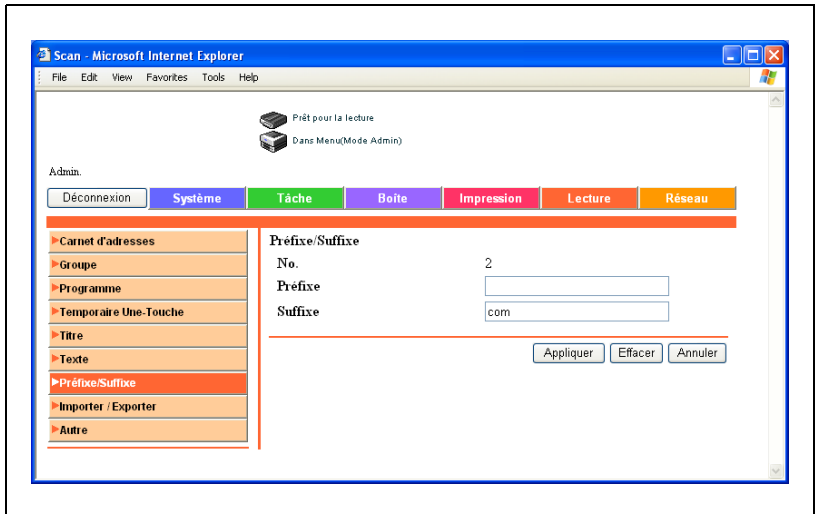 Scan - Microsoft Internet Explorer
File Edit View Favorites Tools Help
Prêt pour la lecture
Dans Menu(Mode Admin)
Admin.
Déconnexion Système Tâche Boîte Impression Lecture Réseau
Carnet d'adresses
Groupe
Programme
Temporaire Une-Touche
Titre
Texte
Préfixe/Suffixe
Importer / Exporter
Autre
Préfixe/Suffixe
No. 2
Préfixe
Suffixe com
Appliquer Effacer Annuler